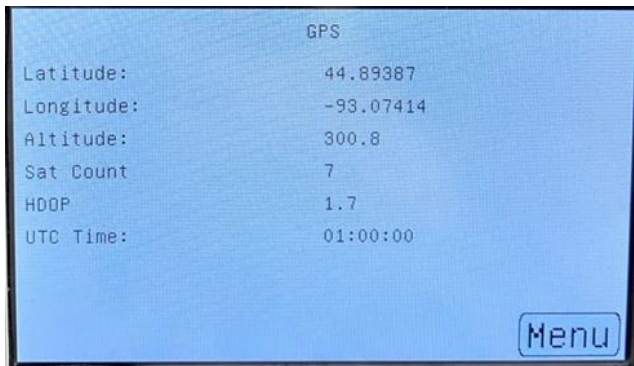 GPS
Latitude: 44.89387
Longitude: -93.07414
Altitude: 300.8
Sat Count 7
HDOP 1.7
UTC Time: 01:00:00
Menu